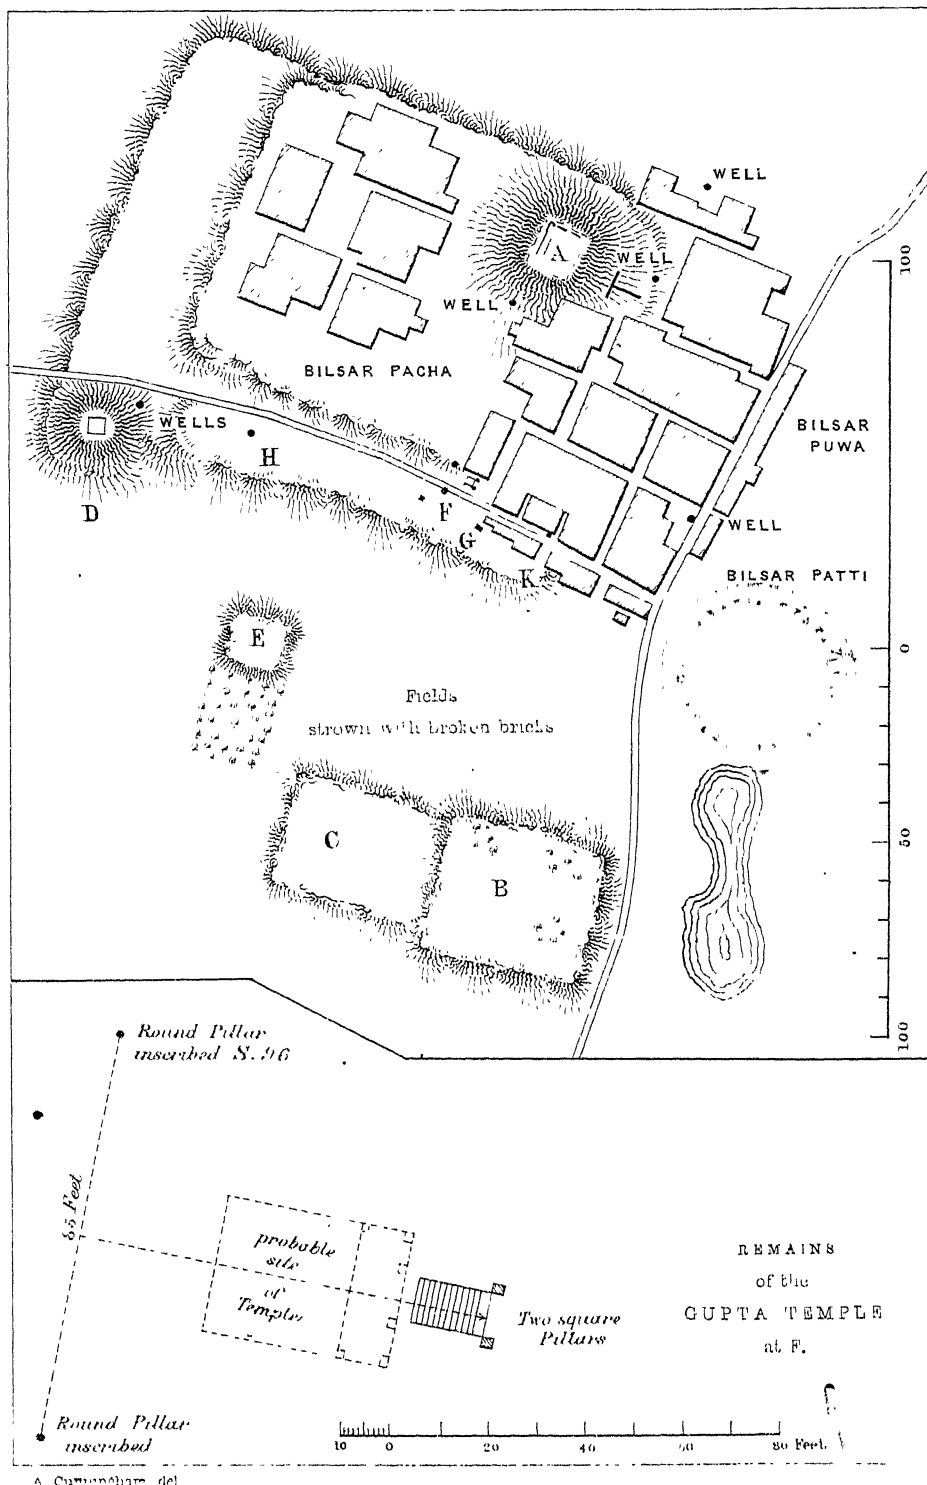 WELL
A
WELL
WELL
BILSAR PACHA
100
WELLS
BILSAR
PUWA
H
D
F
G
WELL
K
BILSAR PATTI
E
0
Fields
strown with broken bricks
C
B
50
100
Round Pillar
inscribed S. 96
85 Feet
probable
site
of
Temple
Two square
Pillars
REMAINS
of the
GUPTA TEMPLE
at F.
Round Pillar
inscribed
10 0 20 40 60 80 Feet
A. Cunningham del.